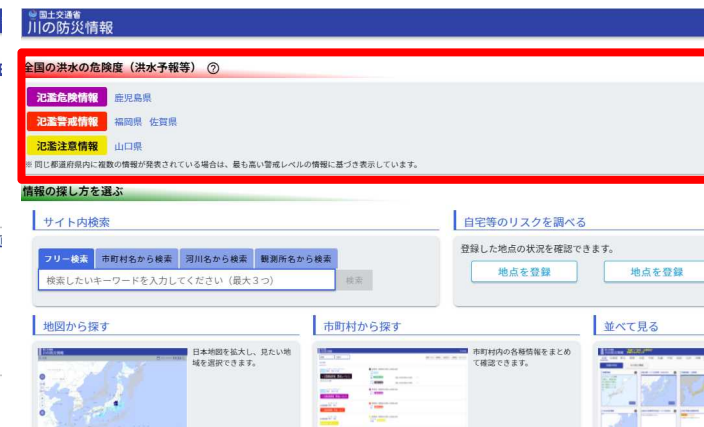 国土交通省
川の防災情報
全国の洪水の危険度（洪水予報等）
氾濫危険情報 鹿児島県
氾濫警戒情報 福岡県 佐賀県
氾濫注意情報 山口県
※ 同じ都道府県内に複数の情報が発表されている場合は、最も高い警戒レベルの情報に基づき表示しています。
情報の探し方を選ぶ
サイト内検索
フリー検索 市町村名から検索 河川名から検索 観測所名から検索
検索したいキーワードを入力してください（最大３つ） 検索
自宅等のリスクを調べる
登録した地点の状況を確認できます。
地点を登録 地点を登録
地図から探す
日本地図を拡大し、見たい地
域を選択できます。
市町村から探す
市町村内の各種情報をまとめ
て確認できます。
並べて見る